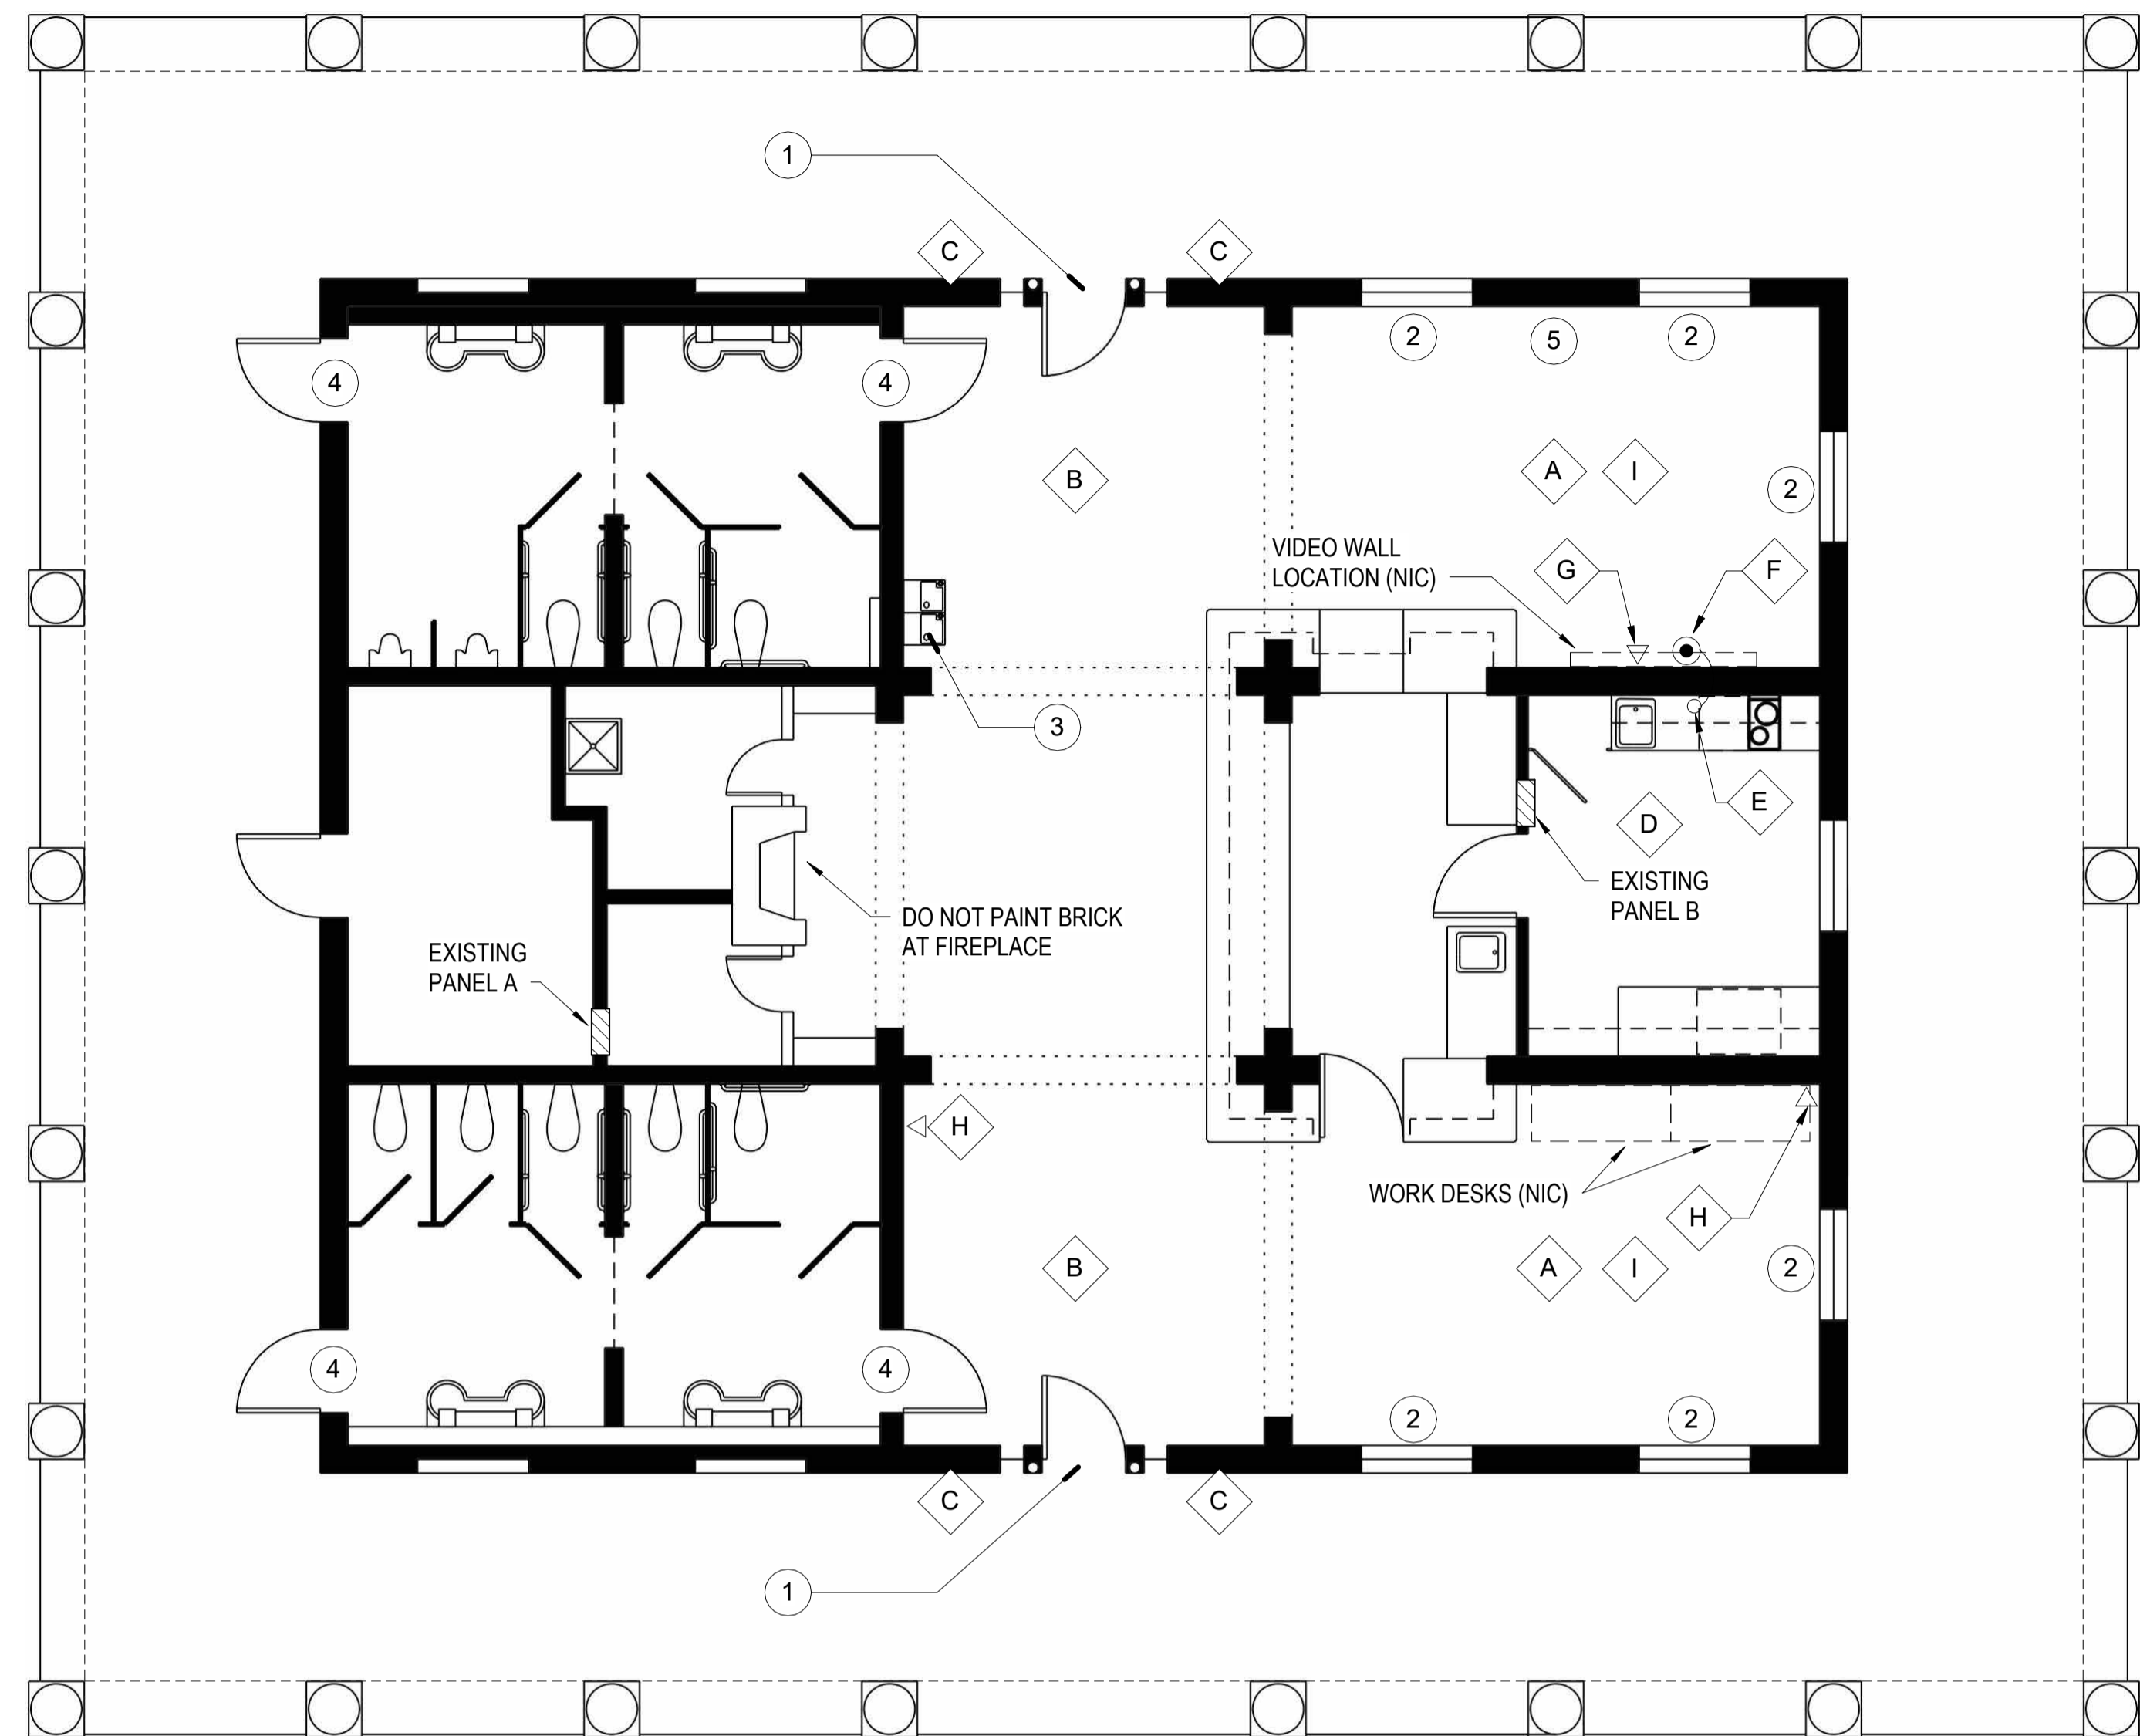 1
C
C
2
5
2
4
4
B
A
I
2
VIDEO WALL
LOCATION (NIC)
G
F
3
E
D
EXISTING
PANEL B
DO NOT PAINT BRICK
AT FIREPLACE
EXISTING
PANEL A
H
WORK DESKS (NIC)
H
B
A
I
2
4
4
2
2
C
C
1